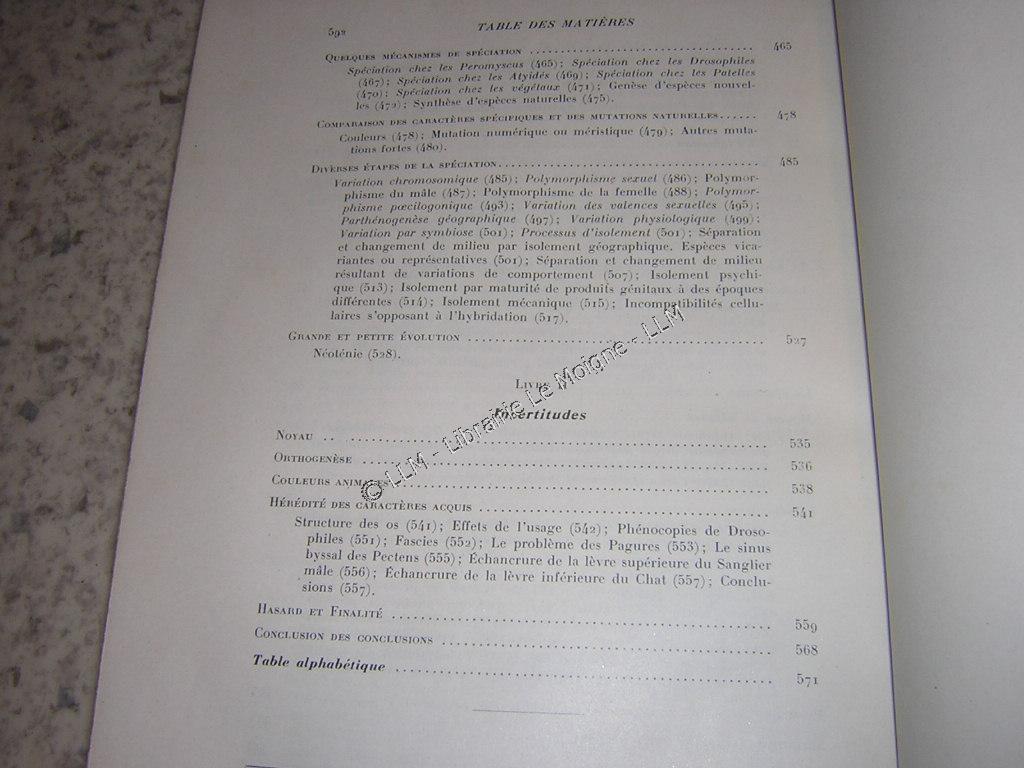 592
TABLE DES MATIÈRES
QUELQUES MÉCANISMES DE SPÉCIATION ................................ 465
Spéciation chez les Peromyscus (465); Spéciation chez les Drosophiles
(467); Spéciation chez les Atyidés (469); Spéciation chez les Patelles
(470); Spéciation chez les végétaux (471); Genèse d'espèces nouvel-
les (472); Synthèse d'espèces naturelles (475).
COMPARAISON DES CARACTÈRES SPÉCIFIQUES ET DES MUTATIONS NATURELLES...... 478
Couleurs (478); Mutation numérique ou méristique (479); Autres muta-
tions fortes (480).
DIVERSES ÉTAPES DE LA SPÉCIATION...................................... 485
Variation chromosomique (485); Polymorphisme sexuel (486); Polymor-
phisme du mâle (487); Polymorphisme de la femelle (488); Polymor-
phisme pœcilogonique (493); Variation des valences sexuelles (495);
Parthénogenèse géographique (497); Variation physiologique (499);
Variation par symbiose (501); Processus d'isolement (501); Séparation
et changement de milieu par isolement géographique. Espèces vica-
riantes ou représentatives (501); Séparation et changement de milieu
résultant de variations de comportement (507); Isolement psychi-
que (513); Isolement par maturité de produits génitaux à des époques
différentes (514); Isolement mécanique (515); Incompatibilités cellu-
laires s'opposant à l'hybridation (517).
GRANDE ET PETITE ÉVOLUTION ........................................ 527
Néoténie (528).
LIVRE
Incertitudes
NOYAU .. ........................................................ 535
ORTHOGENÈSE ..................................................... 536
COULEURS ANIMALES ............................................... 538
HÉRÉDITÉ DES CARACTÈRES ACQUIS .................................. 541
Structure des os (541); Effets de l'usage (542); Phénocopies de Droso-
philes (551); Fascies (552); Le problème des Pagures (553); Le sinus
byssal des Pectens (555); Échancrure de la lèvre supérieure du Sanglier
mâle (556); Échancrure de la lèvre inférieure du Chat (557); Conclu-
sions (557).
HASARD ET FINALITÉ .............................................. 559
CONCLUSION DES CONCLUSIONS ...................................... 568
Table alphabétique .............................................. 571
© LLM - Librairie Le Moigne - LLM